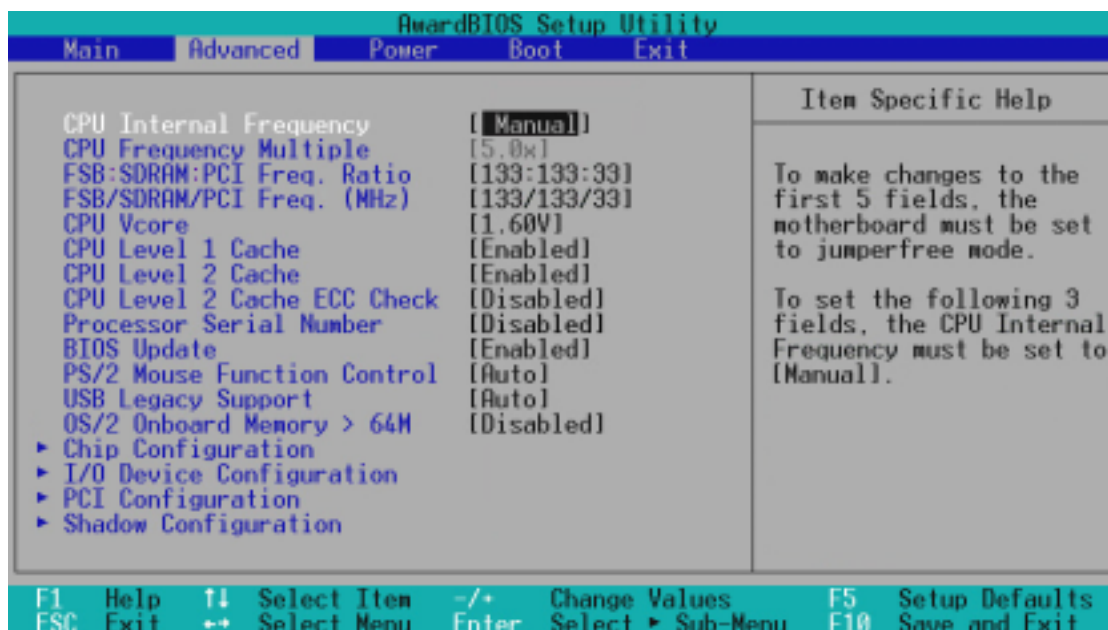 AwardBIOS Setup Utility
Main Advanced Power Boot Exit
CPU Internal Frequency [ Manual]
CPU Frequency Multiple [5.0x]
FSB:SDRAM:PCI Freq. Ratio [133:133:33]
FSB/SDRAM/PCI Freq. (MHz) [133/133/33]
CPU Vcore [1.60V]
CPU Level 1 Cache [Enabled]
CPU Level 2 Cache [Enabled]
CPU Level 2 Cache ECC Check [Disabled]
Processor Serial Number [Disabled]
BIOS Update [Enabled]
PS/2 Mouse Function Control [Auto]
USB Legacy Support [Auto]
OS/2 Onboard Memory > 64M [Disabled]
► Chip Configuration
► I/O Device Configuration
► PCI Configuration
► Shadow Configuration
Item Specific Help
To make changes to the
first 5 fields, the
motherboard must be set
to jumperfree mode.
To set the following 3
fields, the CPU Internal
Frequency must be set to
[Manual].
F1 Help ↑↓ Select Item -/+ Change Values F5 Setup Defaults
ESC Exit ←→ Select Menu Enter Select ► Sub-Menu F10 Save and Exit